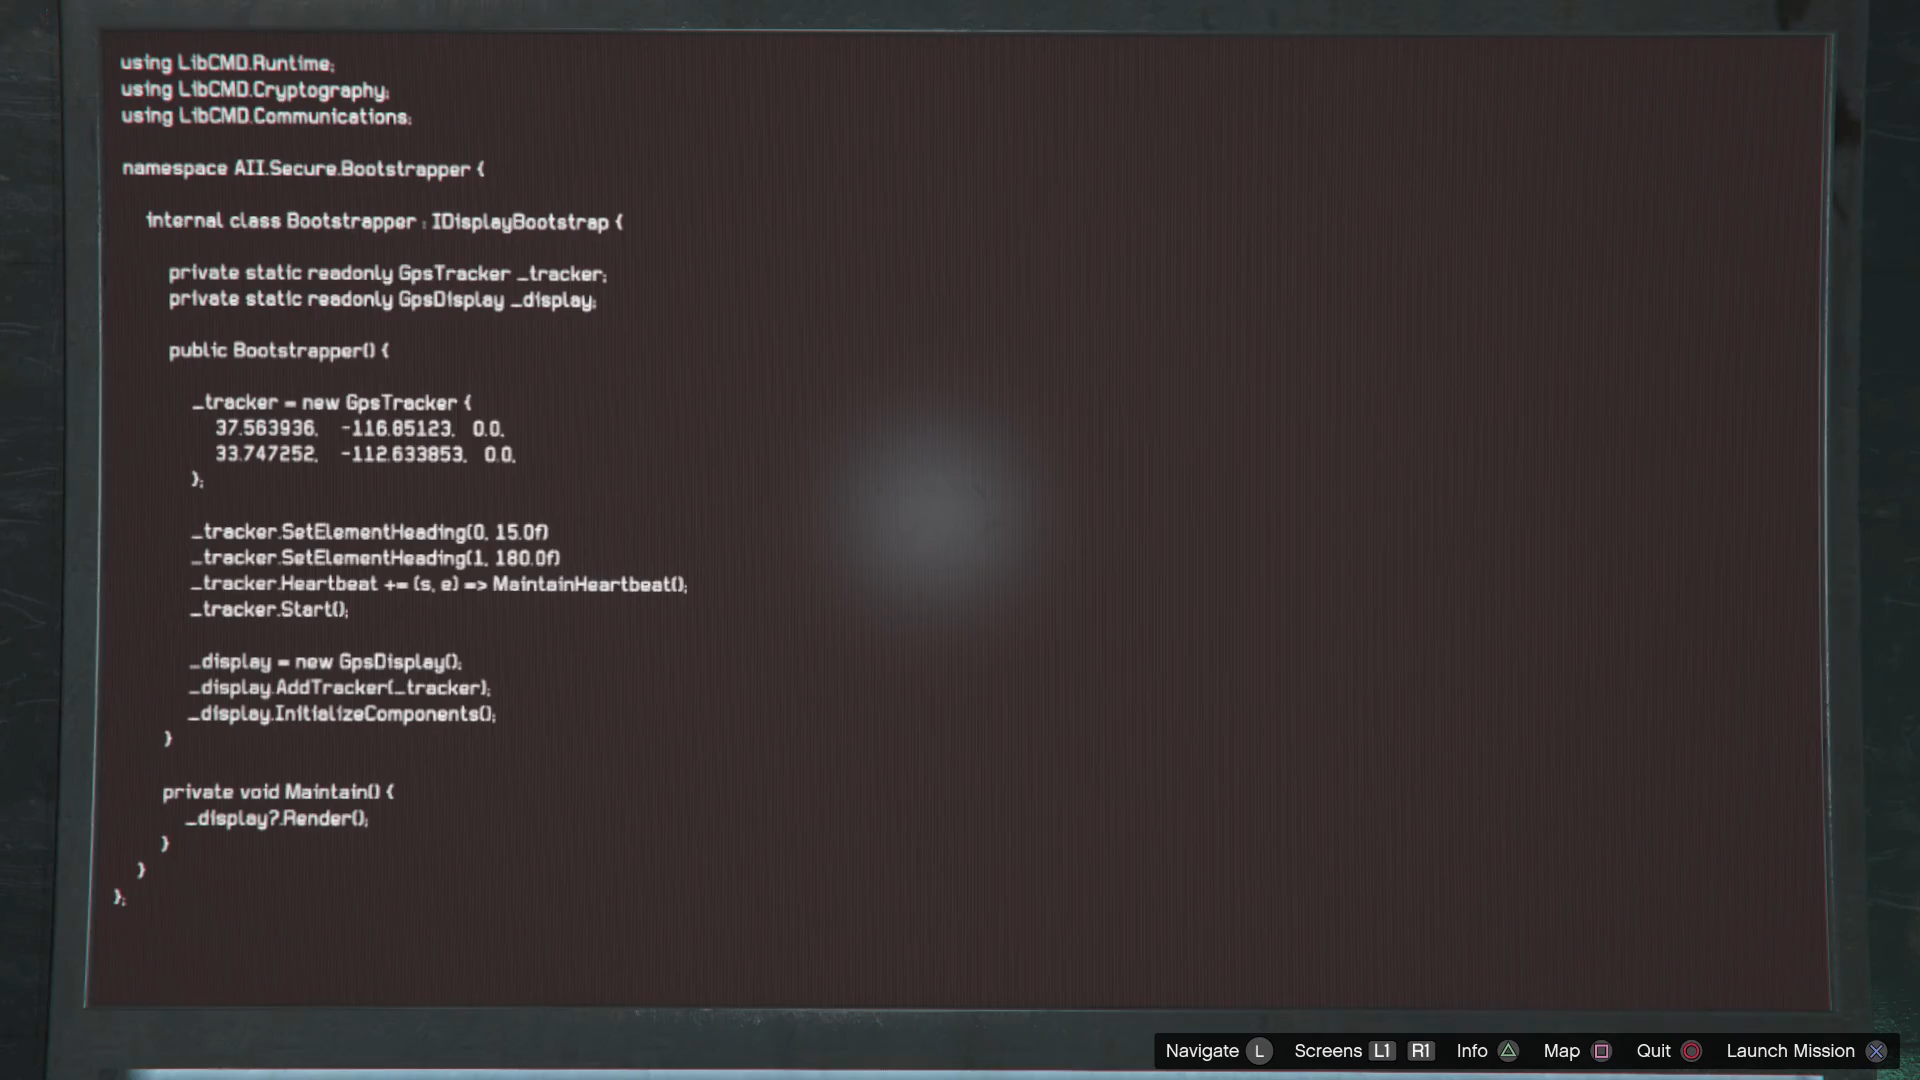 using LibCMD.Runtime;
using LibCMD.Cryptography;
using LibCMD.Communications;
namespace AII.Secure.Bootstrapper {
internal class Bootstrapper : IDisplayBootstrap {
private static readonly GpsTracker _tracker;
private static readonly GpsDisplay _display;
public Bootstrapper() {
_tracker = new GpsTracker {
37.563936, -116.85123, 0.0,
33.747252, -112.633853, 0.0,
};
_tracker.SetElementHeading(0, 15.0f)
_tracker.SetElementHeading(1, 180.0f)
_tracker.Heartbeat += (s, e) => MaintainHeartbeat();
_tracker.Start();
_display = new GpsDisplay();
_display.AddTracker(_tracker);
_display.InitializeComponents();
}
private void Maintain() {
_display?.Render();
}
}
};
Navigate L Screens L1 R1 Info Map Quit Launch Mission